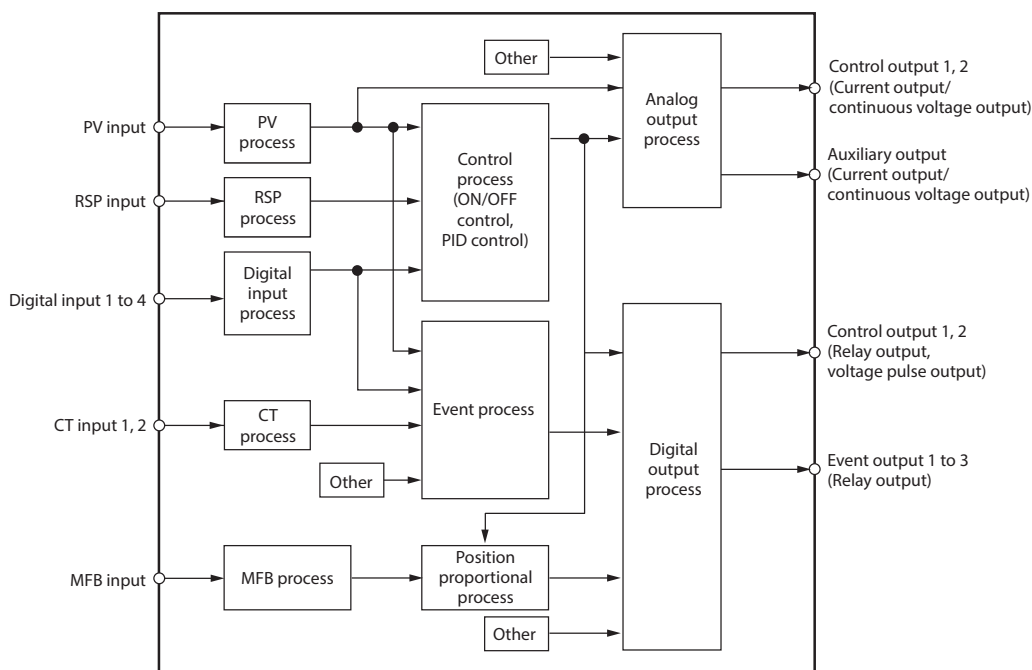 Other
Analog
output
process
Control output 1, 2
(Current output/
continuous voltage output)
Auxiliary output
(Current output/
continuous voltage output)
PV input
PV
process
Control
process
(ON/OFF
control,
PID control)
RSP input
RSP
process
Digital input 1 to 4
Digital
input
process
Event process
CT input 1, 2
CT
process
Other
Digital
output
process
Control output 1, 2
(Relay output,
voltage pulse output)
Event output 1 to 3
(Relay output)
MFB input
MFB process
Position
proportional
process
Other